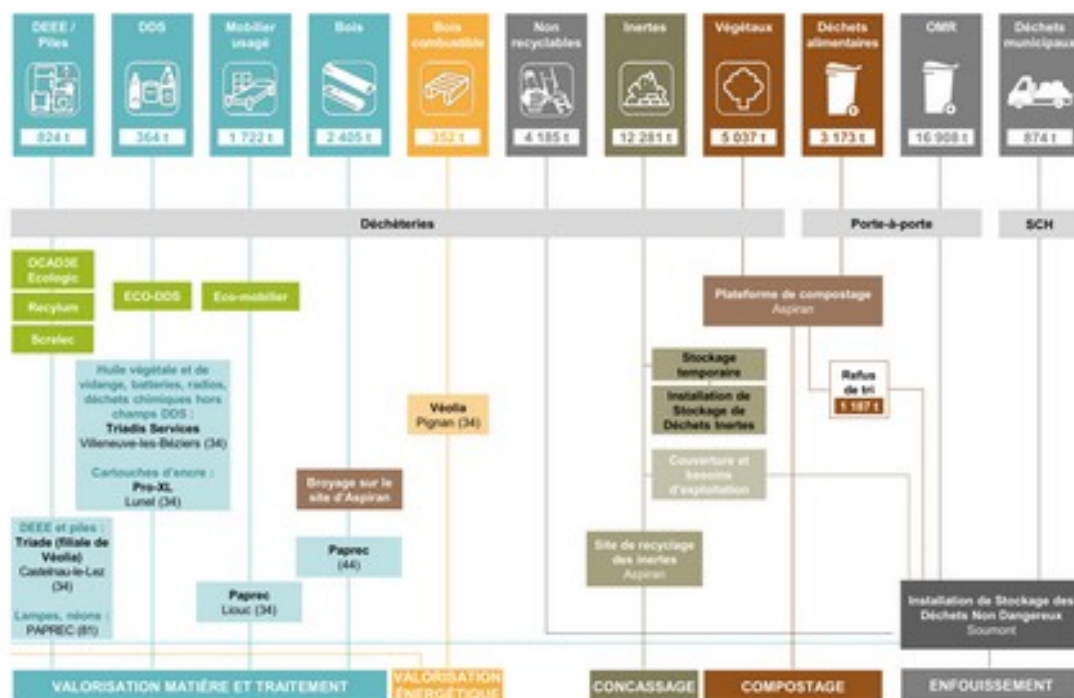 DEEE /
Piles
824 t
DDS
364 t
Mobilier
usagé
1 722 t
Bois
2 405 t
Bois
combustible
352 t
Non
recyclables
4 185 t
Inertes
12 281 t
Végétaux
5 037 t
Déchets
alimentaires
3 173 t
OMR
16 908 t
Déchets
municipaux
874 t
Déchèteries
Porte-à-porte
SCH
DCAD3E
Ecologic
Recylum
Screlec
ECO-DDS
Eco-mobilier
Plateforme de compostage
Aspiran
Huile végétale et de
vidange, batteries, radios,
déchets chimiques hors
champs DDS :
Triadis Services
Villeneuve-les-Béziers (34)
Cartouches d'encre :
Pro-XL
Lunel (34)
Stockage
temporaire
Installation de
Stockage de
Déchets Inertes
Refus
de tri
1 187 t
Véolia
Pignan (34)
Couverture et
besoins
d'exploitation
Broyage sur le
site d'Aspiran
DEEE et piles :
Triade (filiale de
Véolia)
Castelnau-le-Lez
(34)
Lampes, néons :
PAPREC (81)
Paprec
(44)
Site de recyclage
des inertes
Aspiran
Paprec
Liouc (34)
Installation de Stockage des
Déchets Non Dangereux
Soumont
VALORISATION MATIÈRE ET TRAITEMENT
VALORISATION
ÉNERGÉTIQUE
CONCASSAGE
COMPOSTAGE
ENFOUISSEMENT